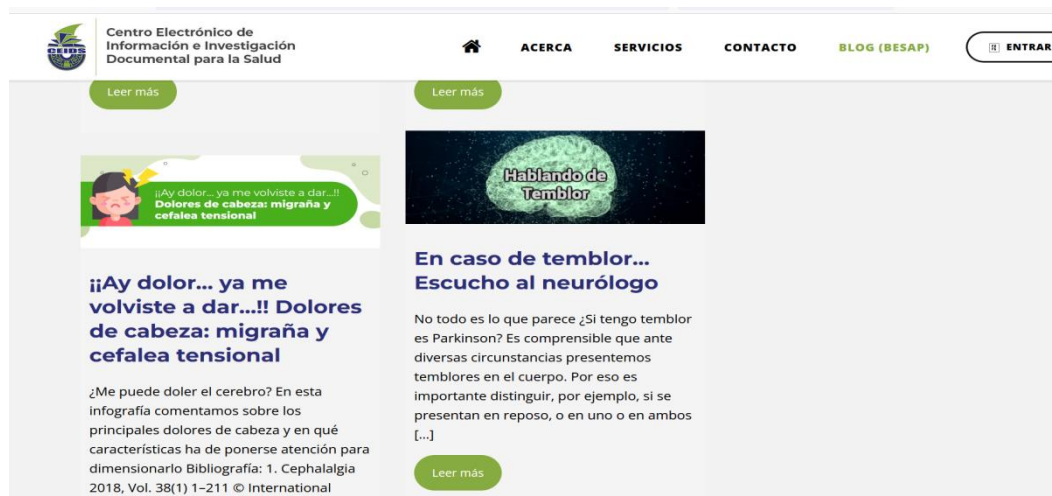 Centro Electrónico de
Información e Investigación
Documental para la Salud
CEIDS
ACERCA
SERVICIOS
CONTACTO
BLOG (BESAP)
ENTRAR
Leer más
Leer más
¡¡Ay dolor... ya me volviste a dar...!!
Dolores de cabeza: migraña y
cefalea tensional
¡¡Ay dolor... ya me
volviste a dar...!! Dolores
de cabeza: migraña y
cefalea tensional
¿Me puede doler el cerebro? En esta
infografía comentamos sobre los
principales dolores de cabeza y en qué
características ha de ponerse atención para
dimensionarlo Bibliografía: 1. Cephalalgia
2018, Vol. 38(1) 1–211 © International
Hablando de
Temblor
En caso de temblor...
Escucho al neurólogo
No todo es lo que parece ¿Si tengo temblor
es Parkinson? Es comprensible que ante
diversas circunstancias presentemos
temblores en el cuerpo. Por eso es
importante distinguir, por ejemplo, si se
presentan en reposo, o en uno o en ambos
[...]
Leer más